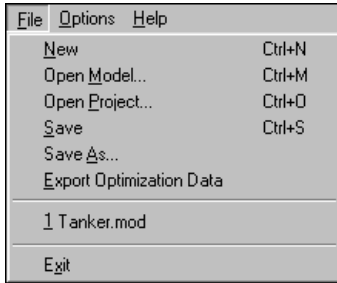 File Options Help
New Ctrl+N
Open Model... Ctrl+M
Open Project... Ctrl+O
Save Ctrl+S
Save As...
Export Optimization Data
1 Tanker.mod
Exit